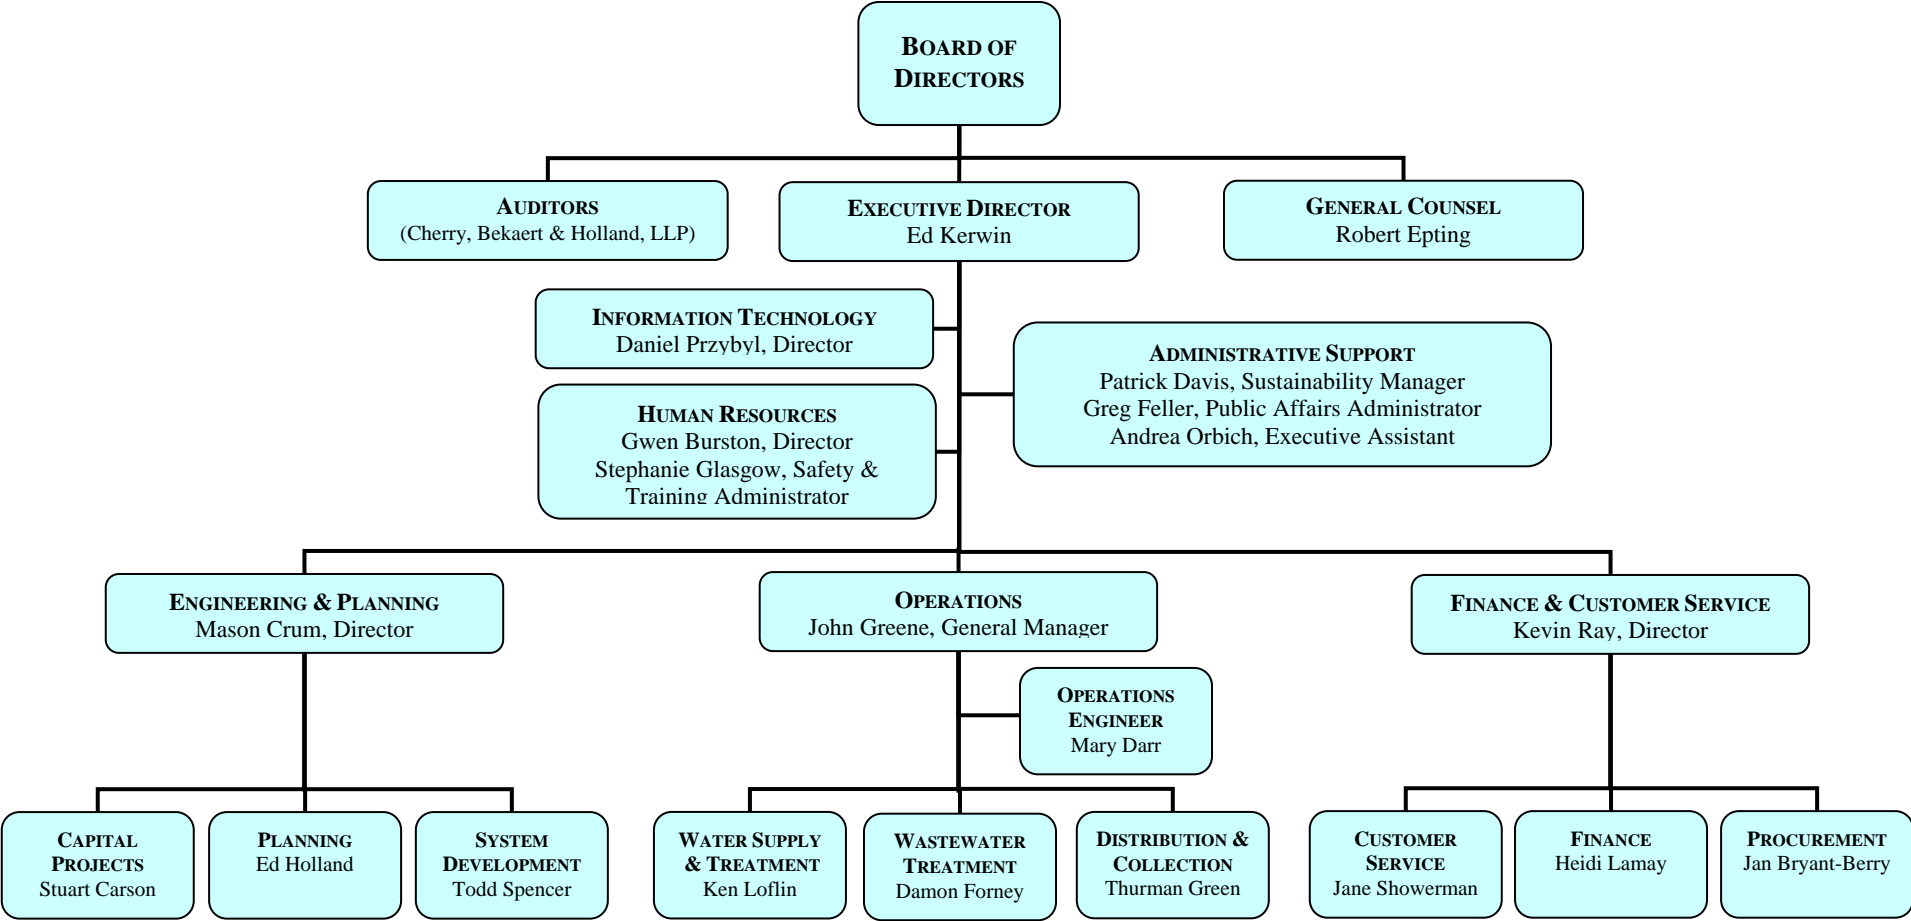 BOARD OF
DIRECTORS
AUDITORS
(Cherry, Bekaert & Holland, LLP)
EXECUTIVE DIRECTOR
Ed Kerwin
GENERAL COUNSEL
Robert Epting
INFORMATION TECHNOLOGY
Daniel Przybyl, Director
ADMINISTRATIVE SUPPORT
Patrick Davis, Sustainability Manager
Greg Feller, Public Affairs Administrator
Andrea Orbich, Executive Assistant
HUMAN RESOURCES
Gwen Burston, Director
Stephanie Glasgow, Safety &
Training Administrator
ENGINEERING & PLANNING
Mason Crum, Director
OPERATIONS
John Greene, General Manager
FINANCE & CUSTOMER SERVICE
Kevin Ray, Director
OPERATIONS
ENGINEER
Mary Darr
CAPITAL
PROJECTS
Stuart Carson
PLANNING
Ed Holland
SYSTEM
DEVELOPMENT
Todd Spencer
WATER SUPPLY
& TREATMENT
Ken Loflin
WASTEWATER
TREATMENT
Damon Forney
DISTRIBUTION &
COLLECTION
Thurman Green
CUSTOMER
SERVICE
Jane Showerman
FINANCE
Heidi Lamay
PROCUREMENT
Jan Bryant-Berry